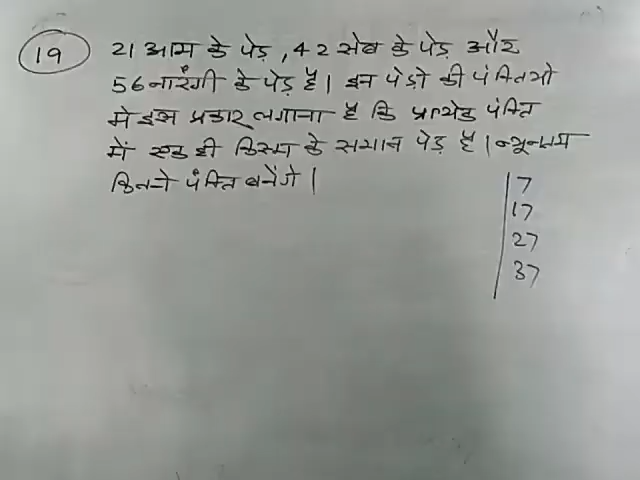 19 21 आम के पेड़, 42 सेब के पेड़ और
56 नारंगी के पेड़ है। इन पेड़ो की पंक्तियो
मे इस प्रकार लगाना है कि प्रत्येक पंक्ति
में एक ही किस्म के समान पेड़ है। न्यूनतम
कितने पंक्ति बनेंगे।
7
17
27
37